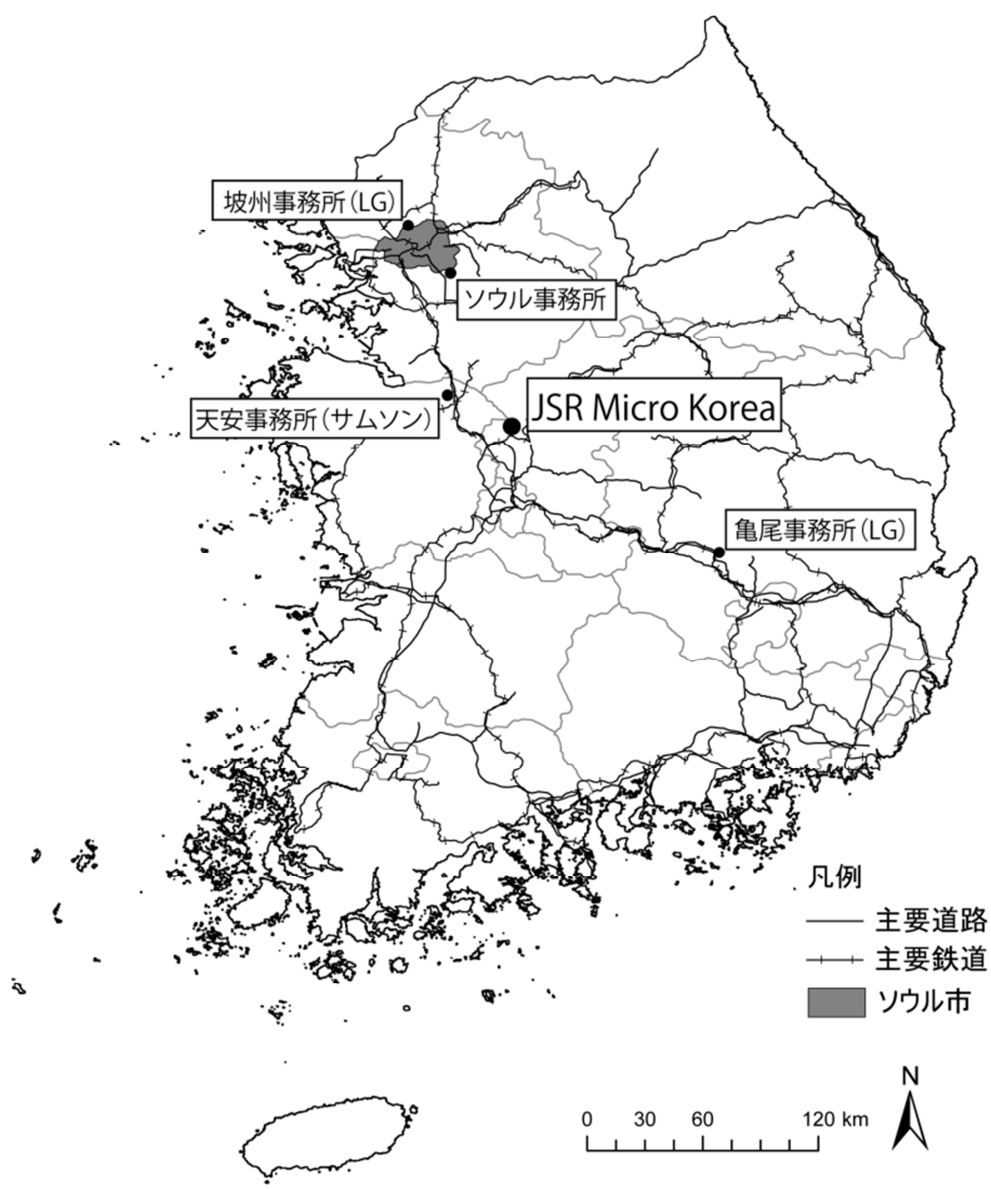 坡州事務所(LG)
ソウル事務所
天安事務所(サムソン)
JSR Micro Korea
亀尾事務所(LG)
凡例
主要道路
主要鉄道
ソウル市
N
0 30 60 120 km